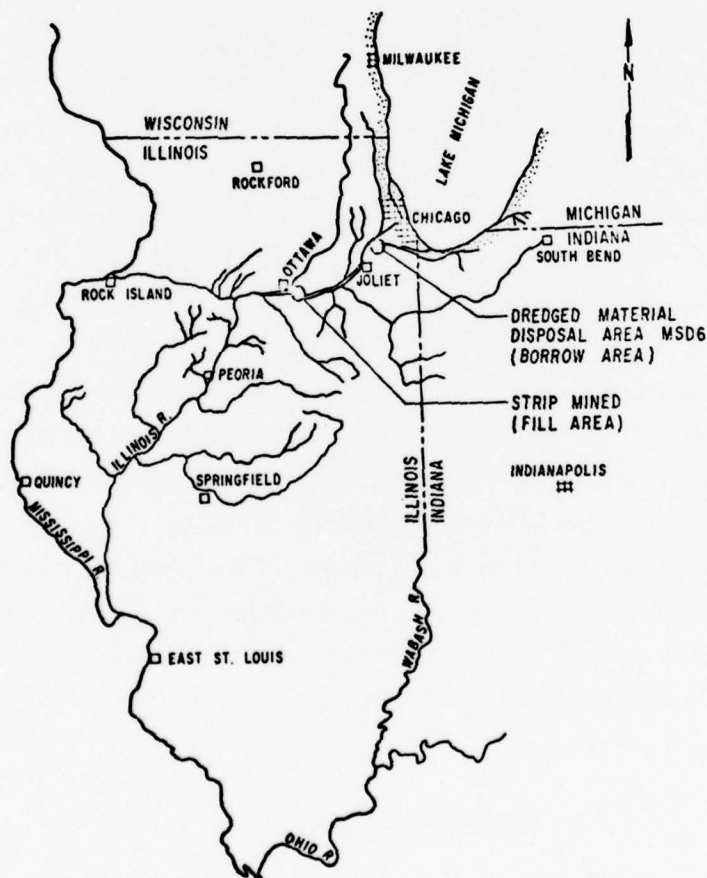 MILWAUKEE
N
LAKE MICHIGAN
WISCONSIN
ILLINOIS
ROCKFORD
CHICAGO
MICHIGAN
INDIANA
SOUTH BEND
OTTAWA
JOLIET
ROCK ISLAND
DREDGED MATERIAL
DISPOSAL AREA MSD6
(BORROW AREA)
PEORIA
STRIP MINED
(FILL AREA)
ILLINOIS R.
SPRINGFIELD
ILLINOIS
INDIANA
INDIANAPOLIS
QUINCY
MISSISSIPPI R.
WABASH R.
EAST ST. LOUIS
OHIO R.